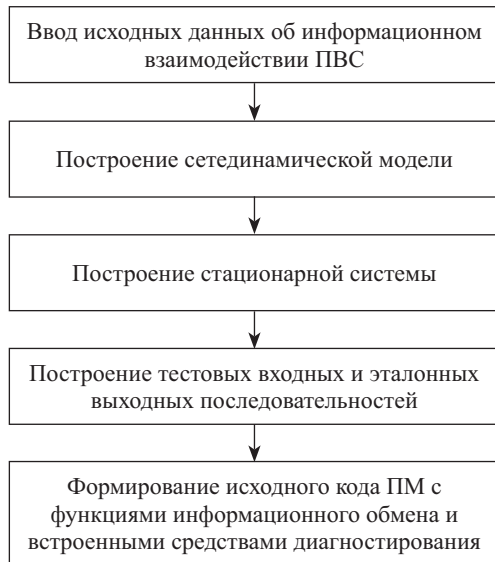 Ввод исходных данных об информационном
взаимодействии ПВС
Построение сетединамической модели
Построение стационарной системы
Построение тестовых входных и эталонных
выходных последовательностей
Формирование исходного кода ПМ с
функциями информационного обмена и
встроенными средствами диагностирования